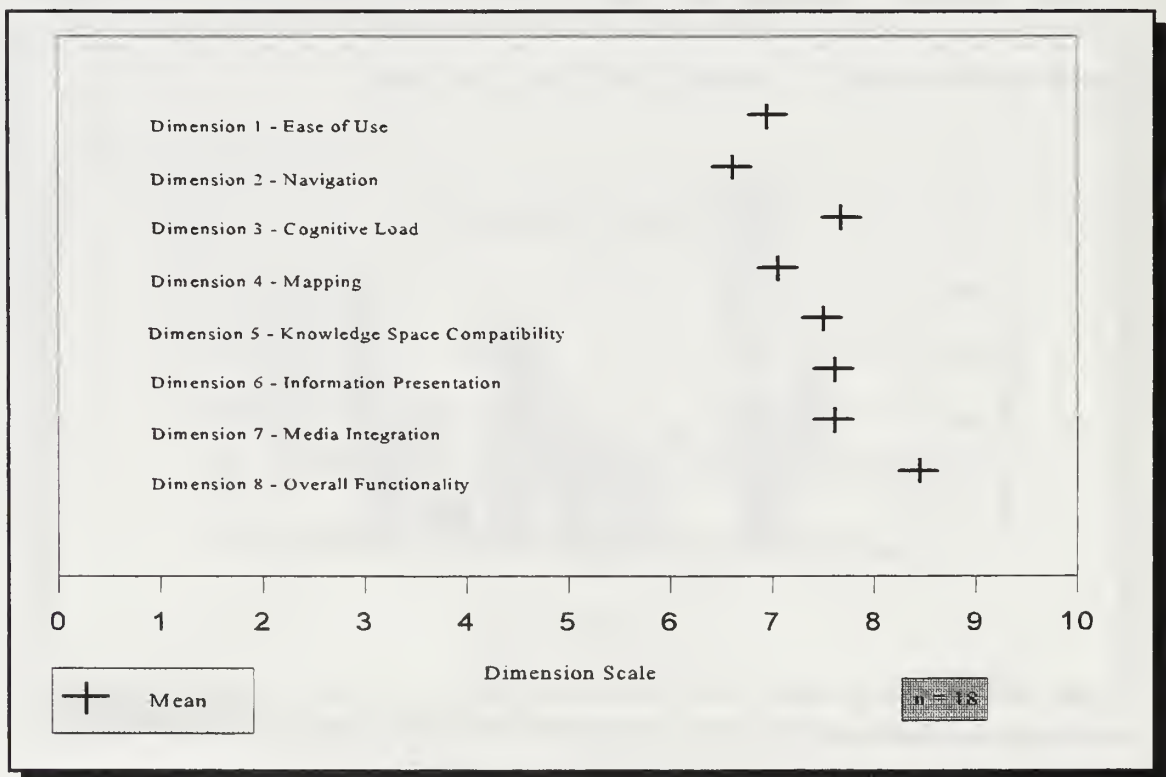 Dimension 1 - Ease of Use
Dimension 2 - Navigation
Dimension 3 - Cognitive Load
Dimension 4 - Mapping
Dimension 5 - Knowledge Space Compatibility
Dimension 6 - Information Presentation
Dimension 7 - Media Integration
Dimension 8 - Overall Functionality
0 1 2 3 4 5 6 7 8 9 10
Dimension Scale
Mean
n = 18